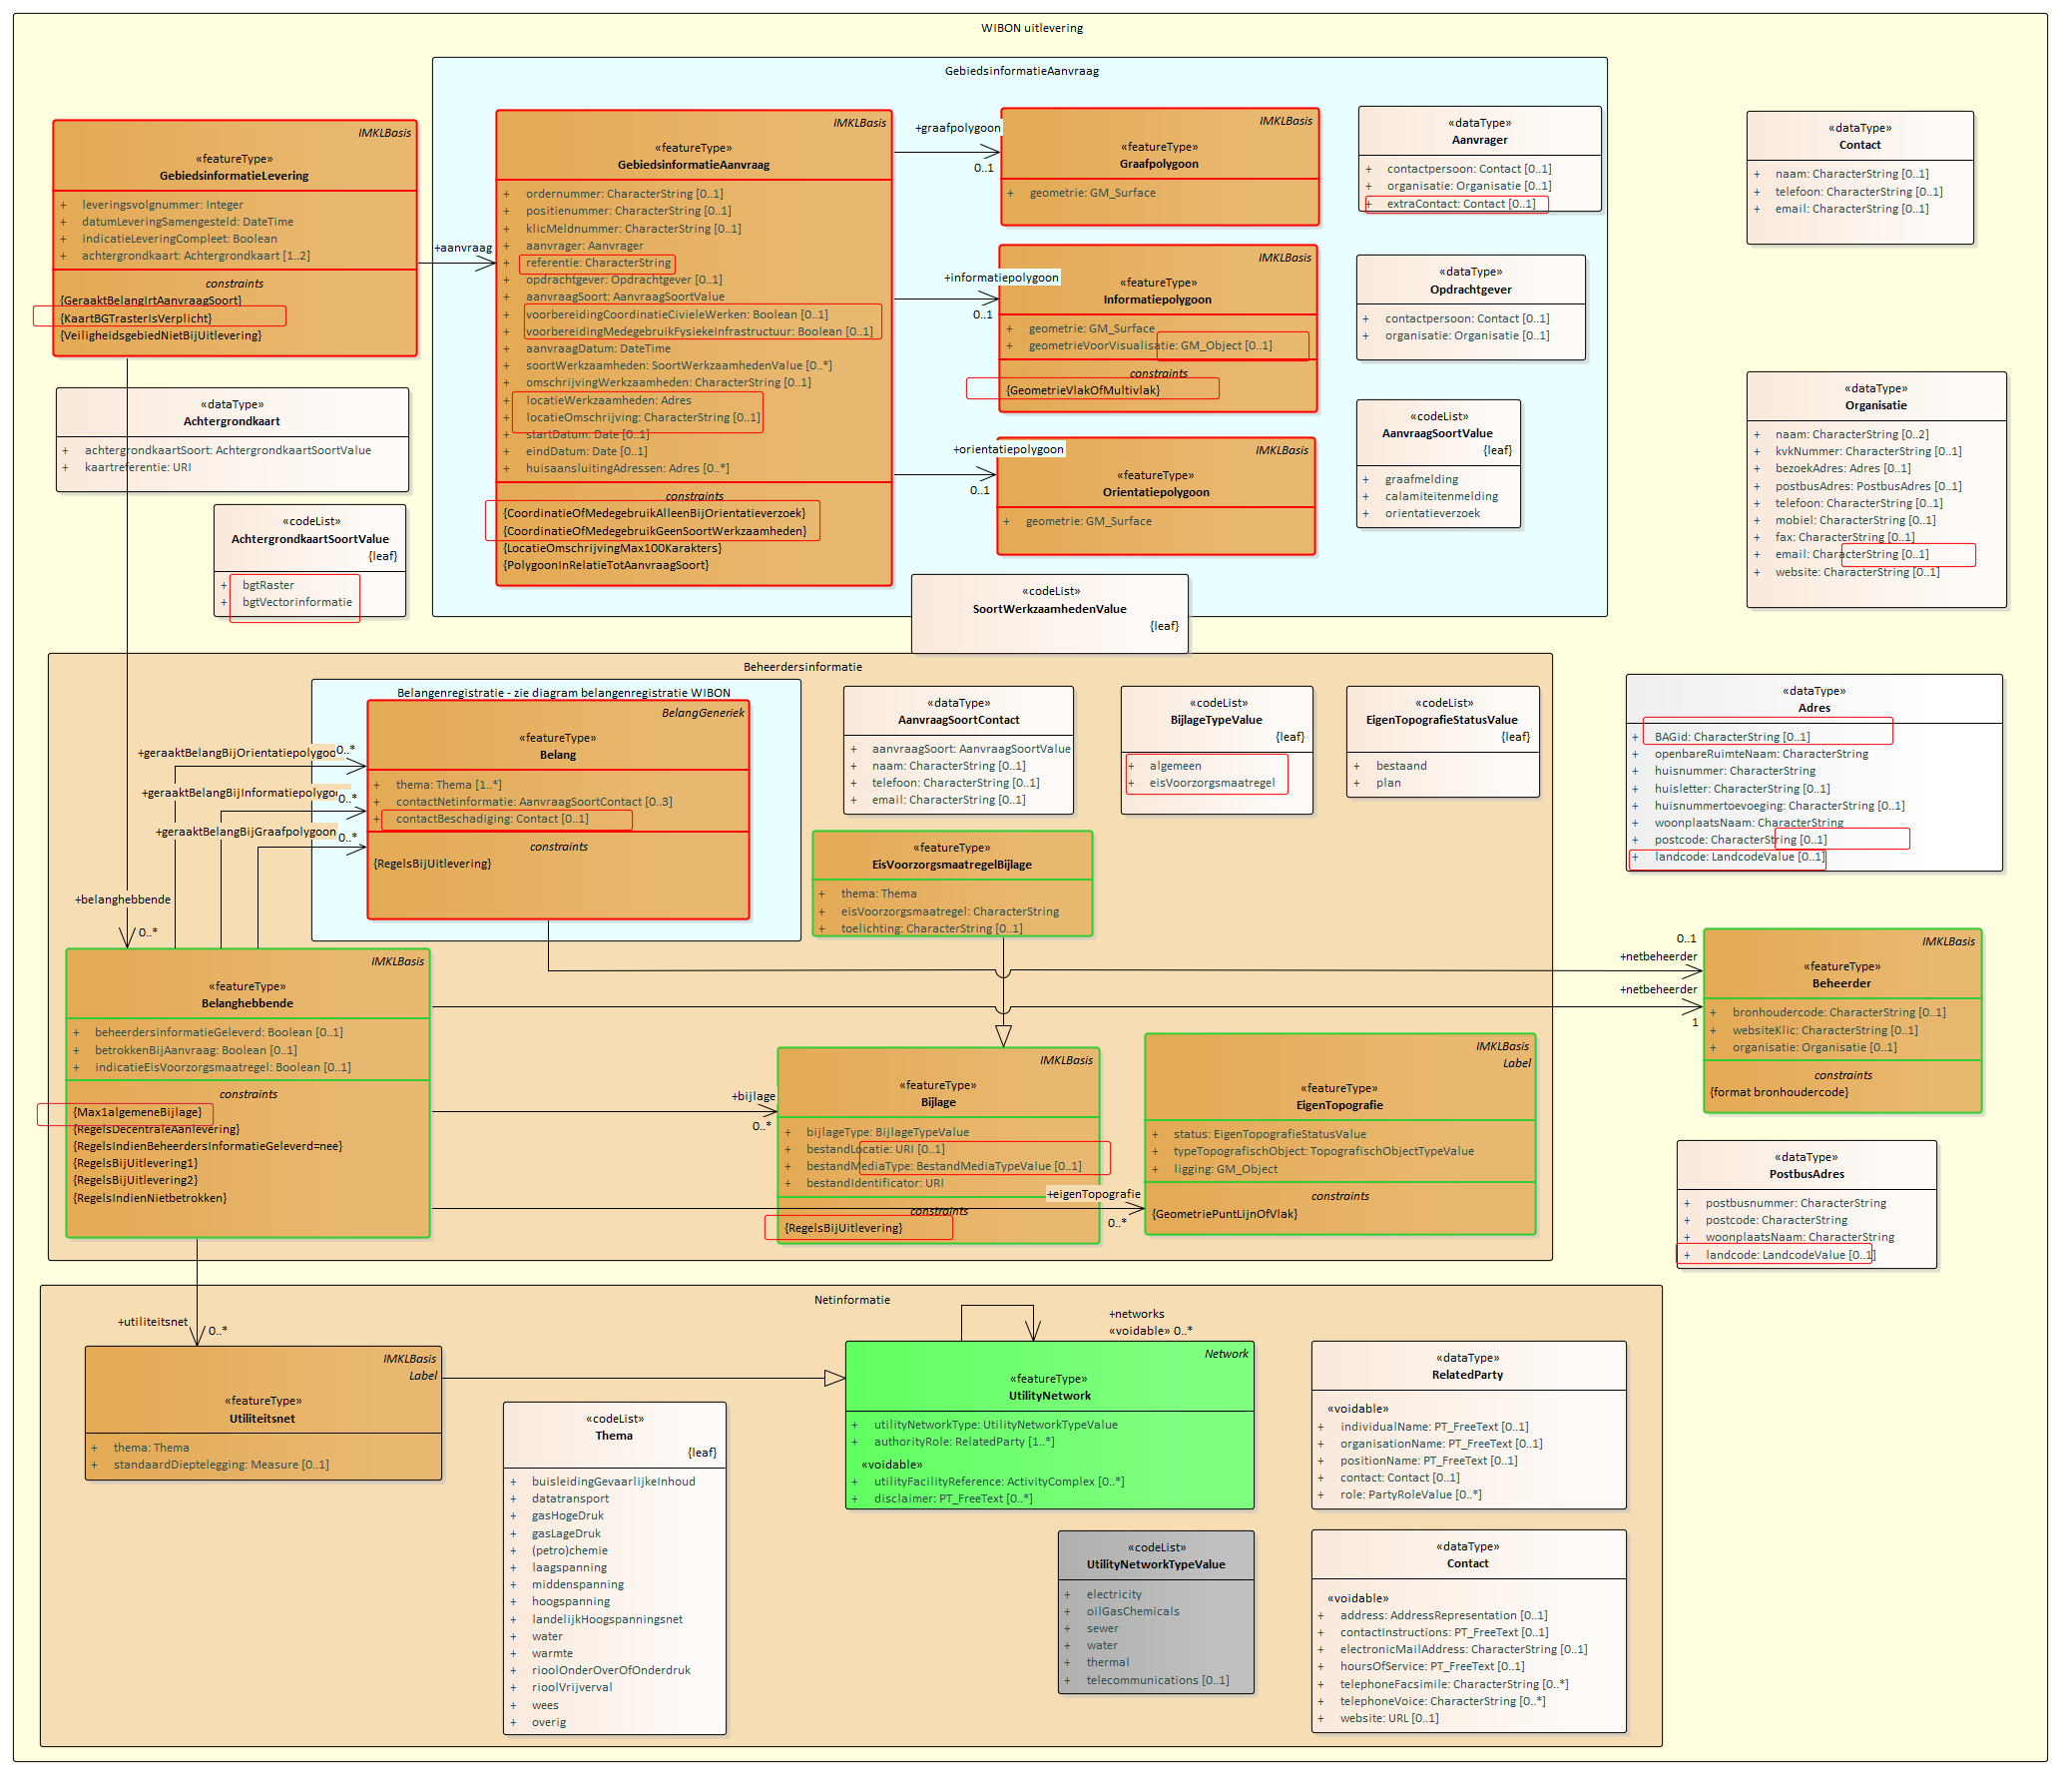 WIBON uitlevering
GebiedsinformatieAanvraag
IMKLBasis
«featureType»
GebiedsinformatieLevering
+ leveringsvolgnummer: Integer
+ datumLeveringSamengesteld: DateTime
+ indicatieLeveringCompleet: Boolean
+ achtergrondkaart: Achtergrondkaart [1..2]
constraints
{GeraaktBelangIrtAanvraagSoort}
{KaartBGTrasterIsVerplicht}
{VeiligheidsgebiedNietBijUitlevering}
+aanvraag
IMKLBasis
«featureType»
GebiedsinformatieAanvraag
+ ordernummer: CharacterString [0..1]
+ positienummer: CharacterString [0..1]
+ klicMeldnummer: CharacterString [0..1]
+ aanvrager: Aanvrager
+ referentie: CharacterString
+ opdrachtgever: Opdrachtgever [0..1]
+ aanvraagSoort: AanvraagSoortValue
+ voorbereidingCoordinatieCivieleWerken: Boolean [0..1]
+ voorbereidingMedegebruikFysiekeInfrastructuur: Boolean [0..1]
+ aanvraagDatum: DateTime
+ soortWerkzaamheden: SoortWerkzaamhedenValue [0..*]
+ omschrijvingWerkzaamheden: CharacterString [0..1]
+ locatieWerkzaamheden: Adres
+ locatieOmschrijving: CharacterString [0..1]
+ startDatum: Date [0..1]
+ eindDatum: Date [0..1]
+ huisaansluitingAdressen: Adres [0..*]
constraints
{CoordinatieOfMedegebruikAlleenBijOrientatieverzoek}
{CoordinatieOfMedegebruikGeenSoortWerkzaamheden}
{LocatieOmschrijvingMax100Karakters}
{PolygoonInRelatieTotAanvraagSoort}
+graafpolygoon
0..1
IMKLBasis
«featureType»
Graafpolygoon
+ geometrie: GM_Surface
+informatiepolygoon
0..1
IMKLBasis
«featureType»
Informatiepolygoon
+ geometrie: GM_Surface
+ geometrieVoorVisualisatie: GM_Object [0..1]
constraints
{GeometrieVlakOfMultivlak}
+orientatiepolygoon
0..1
IMKLBasis
«featureType»
Orientatiepolygoon
+ geometrie: GM_Surface
«dataType»
Aanvrager
+ contactpersoon: Contact [0..1]
+ organisatie: Organisatie [0..1]
+ extraContact: Contact [0..1]
«dataType»
Opdrachtgever
+ contactpersoon: Contact [0..1]
+ organisatie: Organisatie [0..1]
«codeList»
AanvraagSoortValue
{leaf}
+ graafmelding
+ calamiteitenmelding
+ orientatieverzoek
«codeList»
SoortWerkzaamhedenValue
{leaf}
«dataType»
Contact
+ naam: CharacterString [0..1]
+ telefoon: CharacterString [0..1]
+ email: CharacterString [0..1]
«dataType»
Organisatie
+ naam: CharacterString [0..2]
+ kvkNummer: CharacterString [0..1]
+ bezoekAdres: Adres [0..1]
+ postbusAdres: PostbusAdres [0..1]
+ telefoon: CharacterString [0..1]
+ mobiel: CharacterString [0..1]
+ fax: CharacterString [0..1]
+ email: CharacterString [0..1]
+ website: CharacterString [0..1]
«dataType»
Achtergrondkaart
+ achtergrondkaartSoort: AchtergrondkaartSoortValue
+ kaartreferentie: URI
«codeList»
AchtergrondkaartSoortValue
{leaf}
+ bgtRaster
+ bgtVectorinformatie
Beheerdersinformatie
Belangenregistratie - zie diagram belangenregistratie WIBON
BelangGeneriek
«featureType»
Belang
+ thema: Thema [1..*]
+ contactNetinformatie: AanvraagSoortContact [0..3]
+ contactBeschadiging: Contact [0..1]
constraints
{RegelsBijUitlevering}
+geraaktBelangBijOrientatiepolygoo
0..*
+geraaktBelangBijInformatiepolygo
0..*
+geraaktBelangBijGraafpolygoon
0..*
+belanghebbende
0..*
«dataType»
AanvraagSoortContact
+ aanvraagSoort: AanvraagSoortValue
+ naam: CharacterString [0..1]
+ telefoon: CharacterString [0..1]
+ email: CharacterString [0..1]
«codeList»
BijlageTypeValue
{leaf}
+ algemeen
+ eisVoorzorgsmaatregel
«codeList»
EigenTopografieStatusValue
{leaf}
+ bestaand
+ plan
«featureType»
EisVoorzorgsmaatregelBijlage
+ thema: Thema
+ eisVoorzorgsmaatregel: CharacterString
+ toelichting: CharacterString [0..1]
«dataType»
Adres
+ BAGid: CharacterString [0..1]
+ openbareRuimteNaam: CharacterString
+ huisnummer: CharacterString
+ huisletter: CharacterString [0..1]
+ huisnummertoevoeging: CharacterString [0..1]
+ woonplaatsNaam: CharacterString
+ postcode: CharacterString [0..1]
+ landcode: LandcodeValue [0..1]
IMKLBasis
«featureType»
Belanghebbende
+ beheerdersinformatieGeleverd: Boolean [0..1]
+ betrokkenBijAanvraag: Boolean [0..1]
+ indicatieEisVoorzorgsmaatregel: Boolean [0..1]
constraints
{Max1algemeneBijlage}
{RegelsDecentraleAanlevering}
{RegelsIndienBeheerdersInformatieGeleverd=nee}
{RegelsBijUitlevering1}
{RegelsBijUitlevering2}
{RegelsIndienNietbetrokken}
0..1
+netbeheerder
+netbeheerder
1
IMKLBasis
«featureType»
Beheerder
+ bronhoudercode: CharacterString [0..1]
+ websiteKlic: CharacterString [0..1]
+ organisatie: Organisatie [0..1]
constraints
{format bronhoudercode}
+bijlage
0..*
IMKLBasis
«featureType»
Bijlage
+ bijlageType: BijlageTypeValue
+ bestandLocatie: URI [0..1]
+ bestandMediaType: BestandMediaTypeValue [0..1]
+ bestandIdentificator: URI
constraints
{RegelsBijUitlevering}
+eigenTopografie
0..*
IMKLBasis
Label
«featureType»
EigenTopografie
+ status: EigenTopografieStatusValue
+ typeTopografischObject: TopografischObjectTypeValue
+ ligging: GM_Object
constraints
{GeometriePuntLijnOfVlak}
«dataType»
PostbusAdres
+ postbusnummer: CharacterString
+ postcode: CharacterString
+ woonplaatsNaam: CharacterString
+ landcode: LandcodeValue [0..1]
Netinformatie
+utiliteitsnet
0..*
IMKLBasis
Label
«featureType»
Utiliteitsnet
+ thema: Thema
+ standaardDieptelegging: Measure [0..1]
«codeList»
Thema
{leaf}
+ buisleidingGevaarlijkeInhoud
+ datatransport
+ gasHogeDruk
+ gasLageDruk
+ (petro)chemie
+ laagspanning
+ middenspanning
+ hoogspanning
+ landelijkHoogspanningsnet
+ water
+ warmte
+ rioolOnderOverOfOnderdruk
+ rioolVrijverval
+ wees
+ overig
+networks
«voidable» 0..*
Network
«featureType»
UtilityNetwork
+ utilityNetworkType: UtilityNetworkTypeValue
+ authorityRole: RelatedParty [1..*]
«voidable»
+ utilityFacilityReference: ActivityComplex [0..*]
+ disclaimer: PT_FreeText [0..*]
«codeList»
UtilityNetworkTypeValue
+ electricity
+ oilGasChemicals
+ sewer
+ water
+ thermal
+ telecommunications [0..1]
«dataType»
RelatedParty
«voidable»
+ individualName: PT_FreeText [0..1]
+ organisationName: PT_FreeText [0..1]
+ positionName: PT_FreeText [0..1]
+ contact: Contact [0..1]
+ role: PartyRoleValue [0..*]
«dataType»
Contact
«voidable»
+ address: AddressRepresentation [0..1]
+ contactInstructions: PT_FreeText [0..1]
+ electronicMailAddress: CharacterString [0..1]
+ hoursOfService: PT_FreeText [0..1]
+ telephoneFacsimile: CharacterString [0..*]
+ telephoneVoice: CharacterString [0..*]
+ website: URL [0..1]